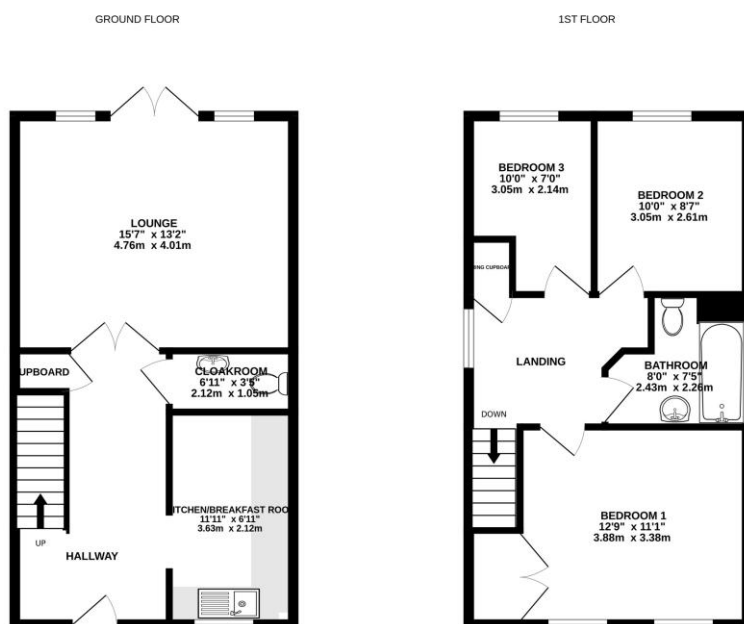 GROUND FLOOR
1ST FLOOR
LOUNGE
15'7" x 13'2"
4.76m x 4.01m
UPBOARD
CLOAKROOM
6'11" x 3'5"
2.12m x 1.05m
ITCHEN/BREAKFAST ROO
11'11" x 6'11"
3.63m x 2.12m
UP
HALLWAY
BEDROOM 3
10'0" x 7'0"
3.05m x 2.14m
BEDROOM 2
10'0" x 8'7"
3.05m x 2.61m
ING CUPBOAR
LANDING
BATHROOM
8'0" x 7'5"
2.43m x 2.26m
DOWN
BEDROOM 1
12'9" x 11'1"
3.88m x 3.38m